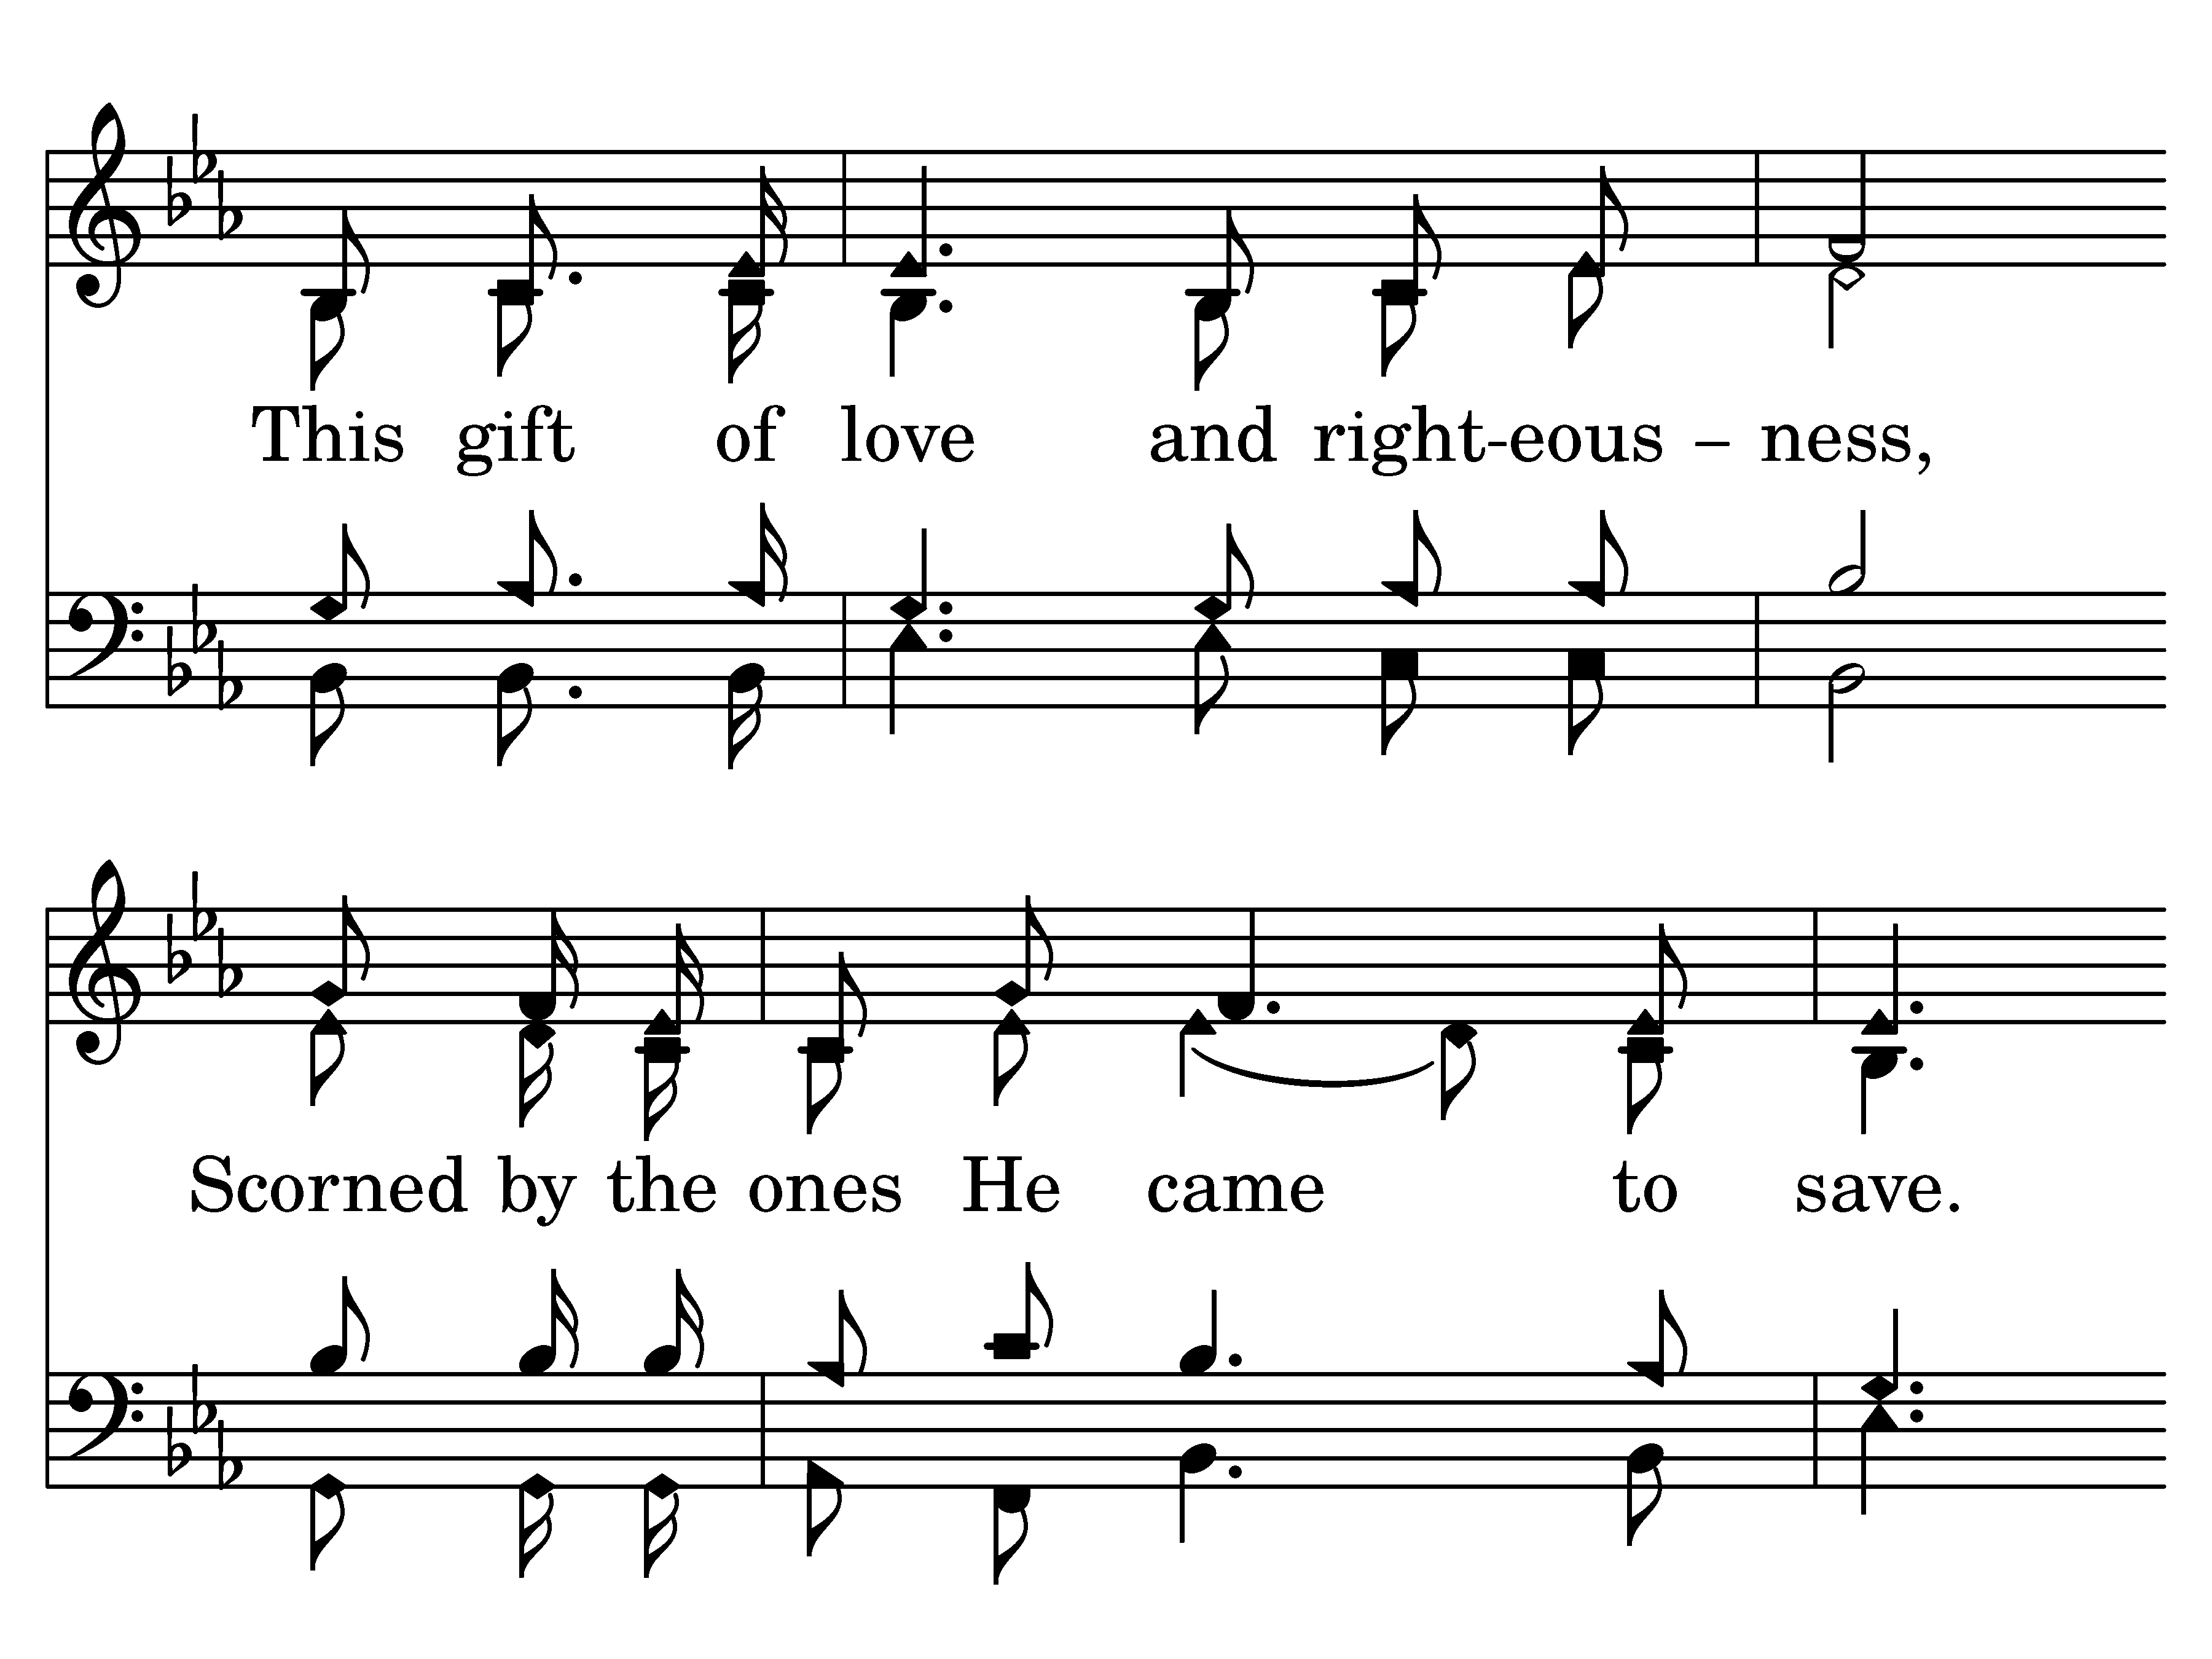 This gift of love and right-eous – ness,
Scorned by the ones He came to save.